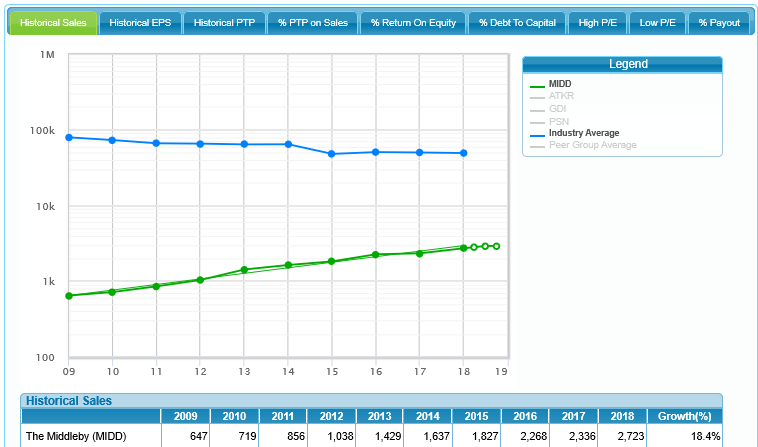 Historical Sales Historical EPS Historical PTP % PTP on Sales % Return On Equity % Debt To Capital High P/E Low P/E % Payout
1M
100k
10k
1k
100
09 10 11 12 13 14 15 16 17 18 19
Legend
MIDD
ATKR
GDI
PSN
Industry Average
Peer Group Average
Historical Sales
2009 2010 2011 2012 2013 2014 2015 2016 2017 2018 Growth(%)
The Middleby (MIDD) 647 719 856 1,038 1,429 1,637 1,827 2,268 2,336 2,723 18.4%